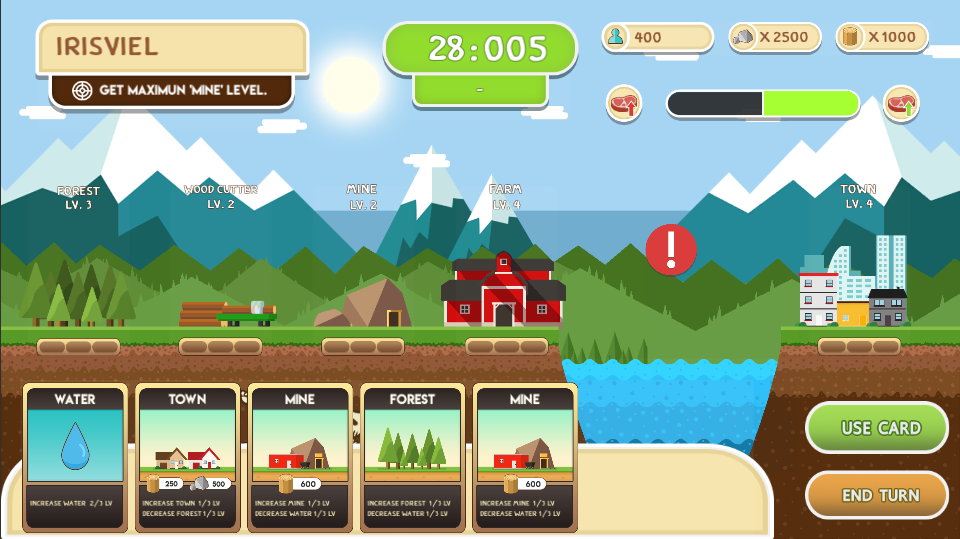 IRISVIEL
GET MAXIMUN 'MINE' LEVEL.
28:005
-
400
X 2500
X 1000
FOREST
LV. 3
WOOD CUTTER
LV. 2
MINE
LV. 2
FARM
LV. 4
!
TOWN
LV. 4
WATER
INCREASE WATER 2/3 LV
TOWN
250
500
INCREASE TOWN 1/3 LV
DECREASE FOREST 1/3 LV
MINE
600
INCREASE MINE 1/3 LV
DECREASE WATER 1/3 LV
FOREST
INCREASE FOREST 1/3 LV
DECREASE WATER 1/3 LV
MINE
600
INCREASE MINE 1/3 LV
DECREASE WATER 1/3 LV
USE CARD
END TURN